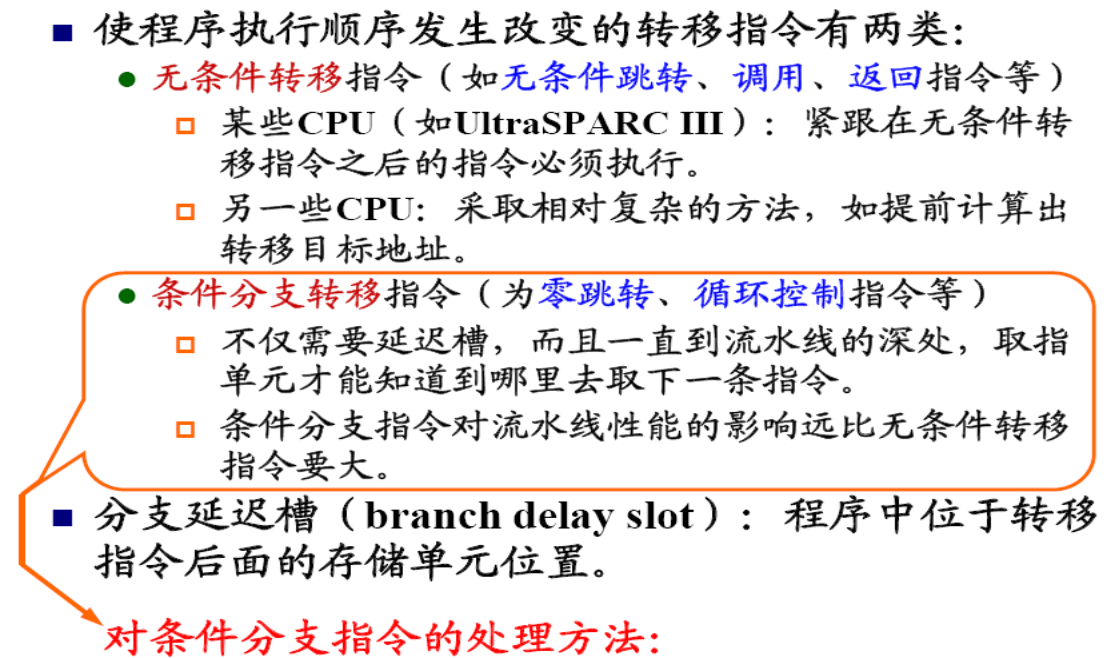 使程序执行顺序发生改变的转移指令有两类：
无条件转移指令（如无条件跳转、调用、返回指令等）
某些CPU（如UltraSPARC III）：紧跟在无条件转
移指令之后的指令必须执行。
另一些CPU：采取相对复杂的方法，如提前计算出
转移目标地址。
条件分支转移指令（为零跳转、循环控制指令等）
不仅需要延迟槽，而且一直到流水线的深处，取指
单元才能知道到哪里去取下一条指令。
条件分支指令对流水线性能的影响远比无条件转移
指令要大。
分支延迟槽（branch delay slot）：程序中位于转移
指令后面的存储单元位置。
对条件分支指令的处理方法：